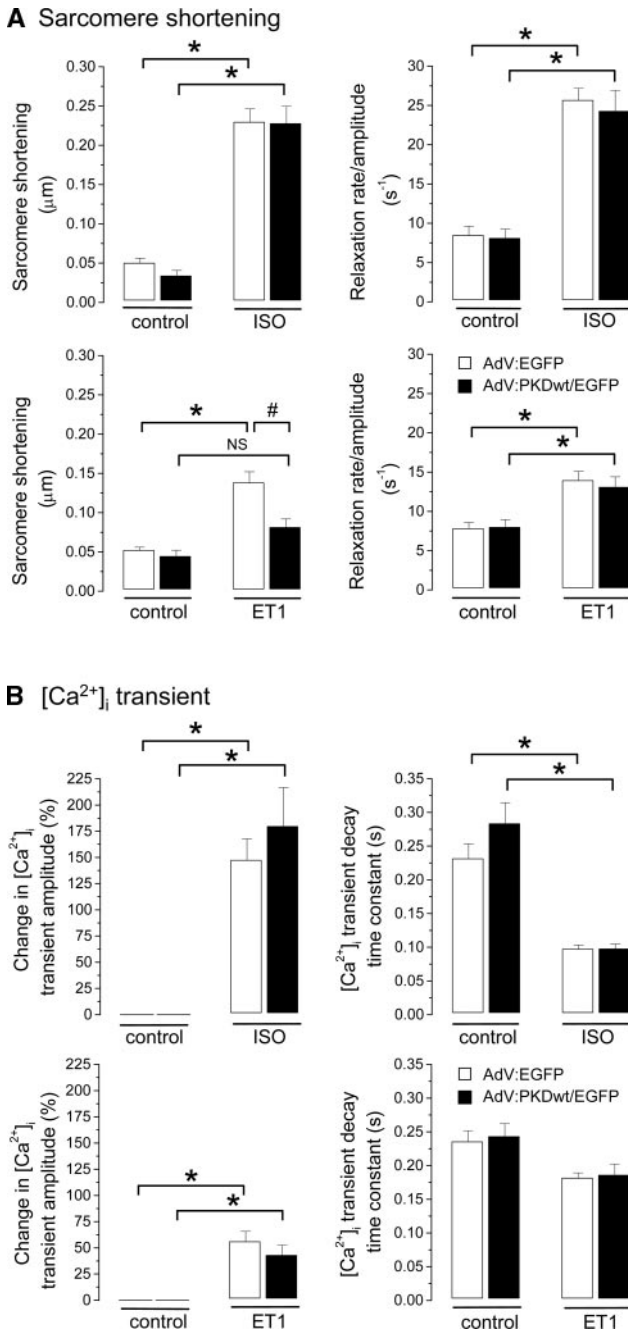 A Sarcomere shortening
Sarcomere shortening
(μm)
0.30
0.25
0.20
0.15
0.10
0.05
0.00
*
*
control
ISO
Relaxation rate/amplitude
(s⁻¹)
30
25
20
15
10
5
0
*
*
control
ISO
Sarcomere shortening
(μm)
0.30
0.25
0.20
0.15
0.10
0.05
0.00
*
#
NS
control
ET1
Relaxation rate/amplitude
(s⁻¹)
30
25
20
15
10
5
0
AdV:EGFP
AdV:PKDwt/EGFP
*
*
control
ET1
B [Ca²⁺]ᵢ transient
Change in [Ca²⁺]ᵢ
transient amplitude (%)
225
200
175
150
125
100
75
50
25
0
*
*
control
ISO
[Ca²⁺]ᵢ transient decay
time constant (s)
0.35
0.30
0.25
0.20
0.15
0.10
0.05
0.00
*
*
control
ISO
Change in [Ca²⁺]ᵢ
transient amplitude (%)
225
200
175
150
125
100
75
50
25
0
*
*
control
ET1
[Ca²⁺]ᵢ transient decay
time constant (s)
0.35
0.30
0.25
0.20
0.15
0.10
0.05
0.00
AdV:EGFP
AdV:PKDwt/EGFP
control
ET1